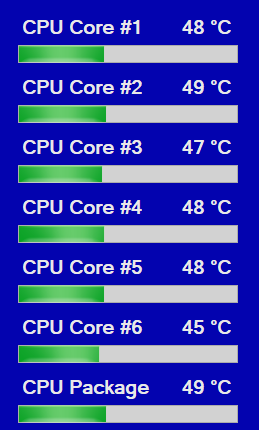 CPU Core #1 48 °C
CPU Core #2 49 °C
CPU Core #3 47 °C
CPU Core #4 48 °C
CPU Core #5 48 °C
CPU Core #6 45 °C
CPU Package 49 °C